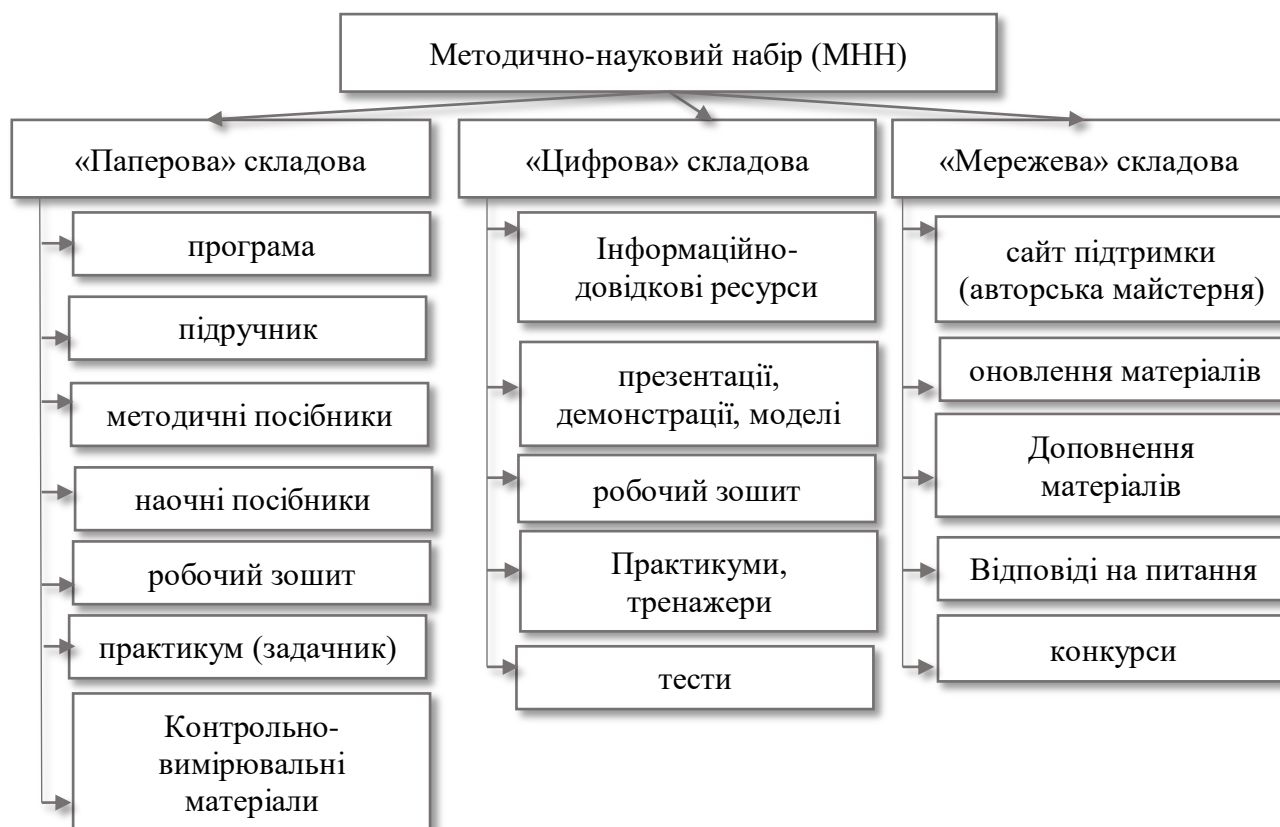 Методично-науковий набір (МНН)
«Паперова» складова
програма
підручник
методичні посібники
наочні посібники
робочий зошит
практикум (задачник)
Контрольно-
вимірювальні
матеріали
«Цифрова» складова
Інформаційно-
довідкові ресурси
презентації,
демонстрації, моделі
робочий зошит
Практикуми,
тренажери
тести
«Мережева» складова
сайт підтримки
(авторська майстерня)
оновлення матеріалів
Доповнення
матеріалів
Відповіді на питання
конкурси